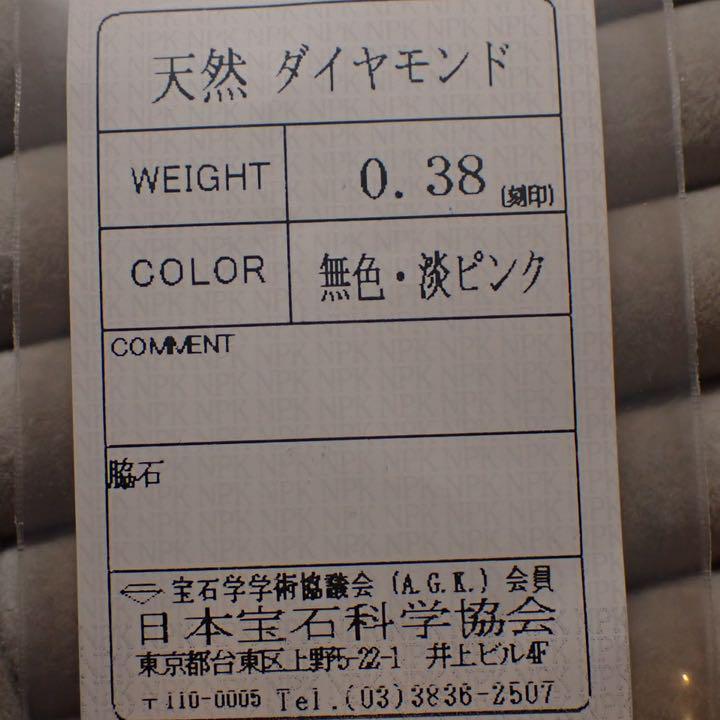 天然 ダイヤモンド
WEIGHT 0.38 (刻印)
COLOR 無色・淡ピンク
COMMENT
脇石
宝石学学術協議会 (A.G.K.) 会員
日本宝石科学協会
東京都台東区上野5-22-1 井上ビル4F
〒110-0005 Tel.(03)3836-2507